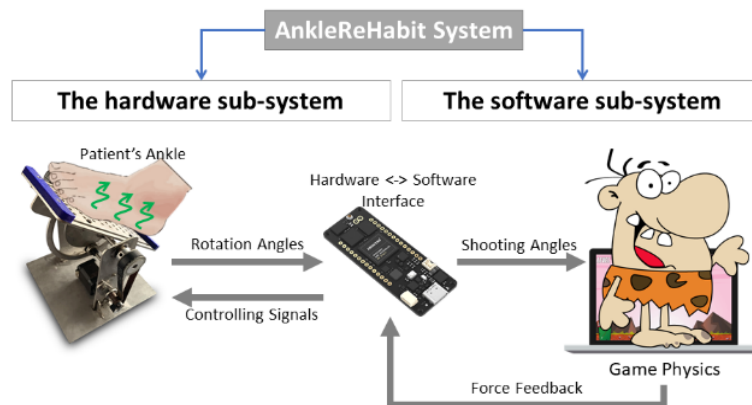 AnkleReHabit System
The hardware sub-system
The software sub-system
Patient's Ankle
Hardware <-> Software
Interface
Rotation Angles
Shooting Angles
Controlling Signals
Game Physics
Force Feedback